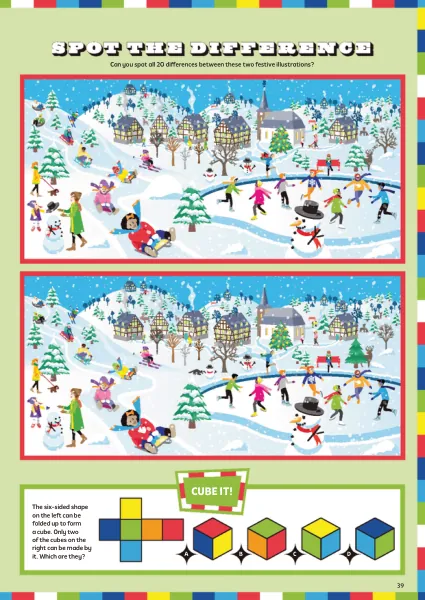 SPOT THE DIFFERENCE
Can you spot all 20 differences between these two festive illustrations?
CUBE IT!
The six-sided shape
on the left can be
folded up to form
a cube. Only two
of the cubes on the
right can be made by
it. Which are they?
A
B
C
D
39